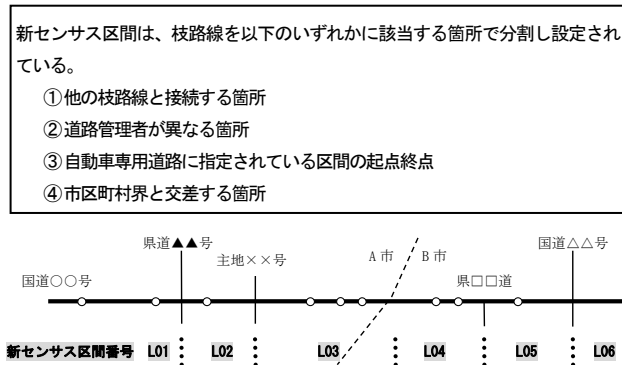 新センサス区間は、枝路線を以下のいずれかに該当する箇所で分割し設定され
ている。
①他の枝路線と接続する箇所
②道路管理者が異なる箇所
③自動車専用道路に指定されている区間の起点終点
④市区町村界と交差する箇所
県道▲▲号
主地××号
A市
B市
国道△△号
国道○○号
県□□道
新センサス区間番号 L01 L02 L03 L04 L05 L06